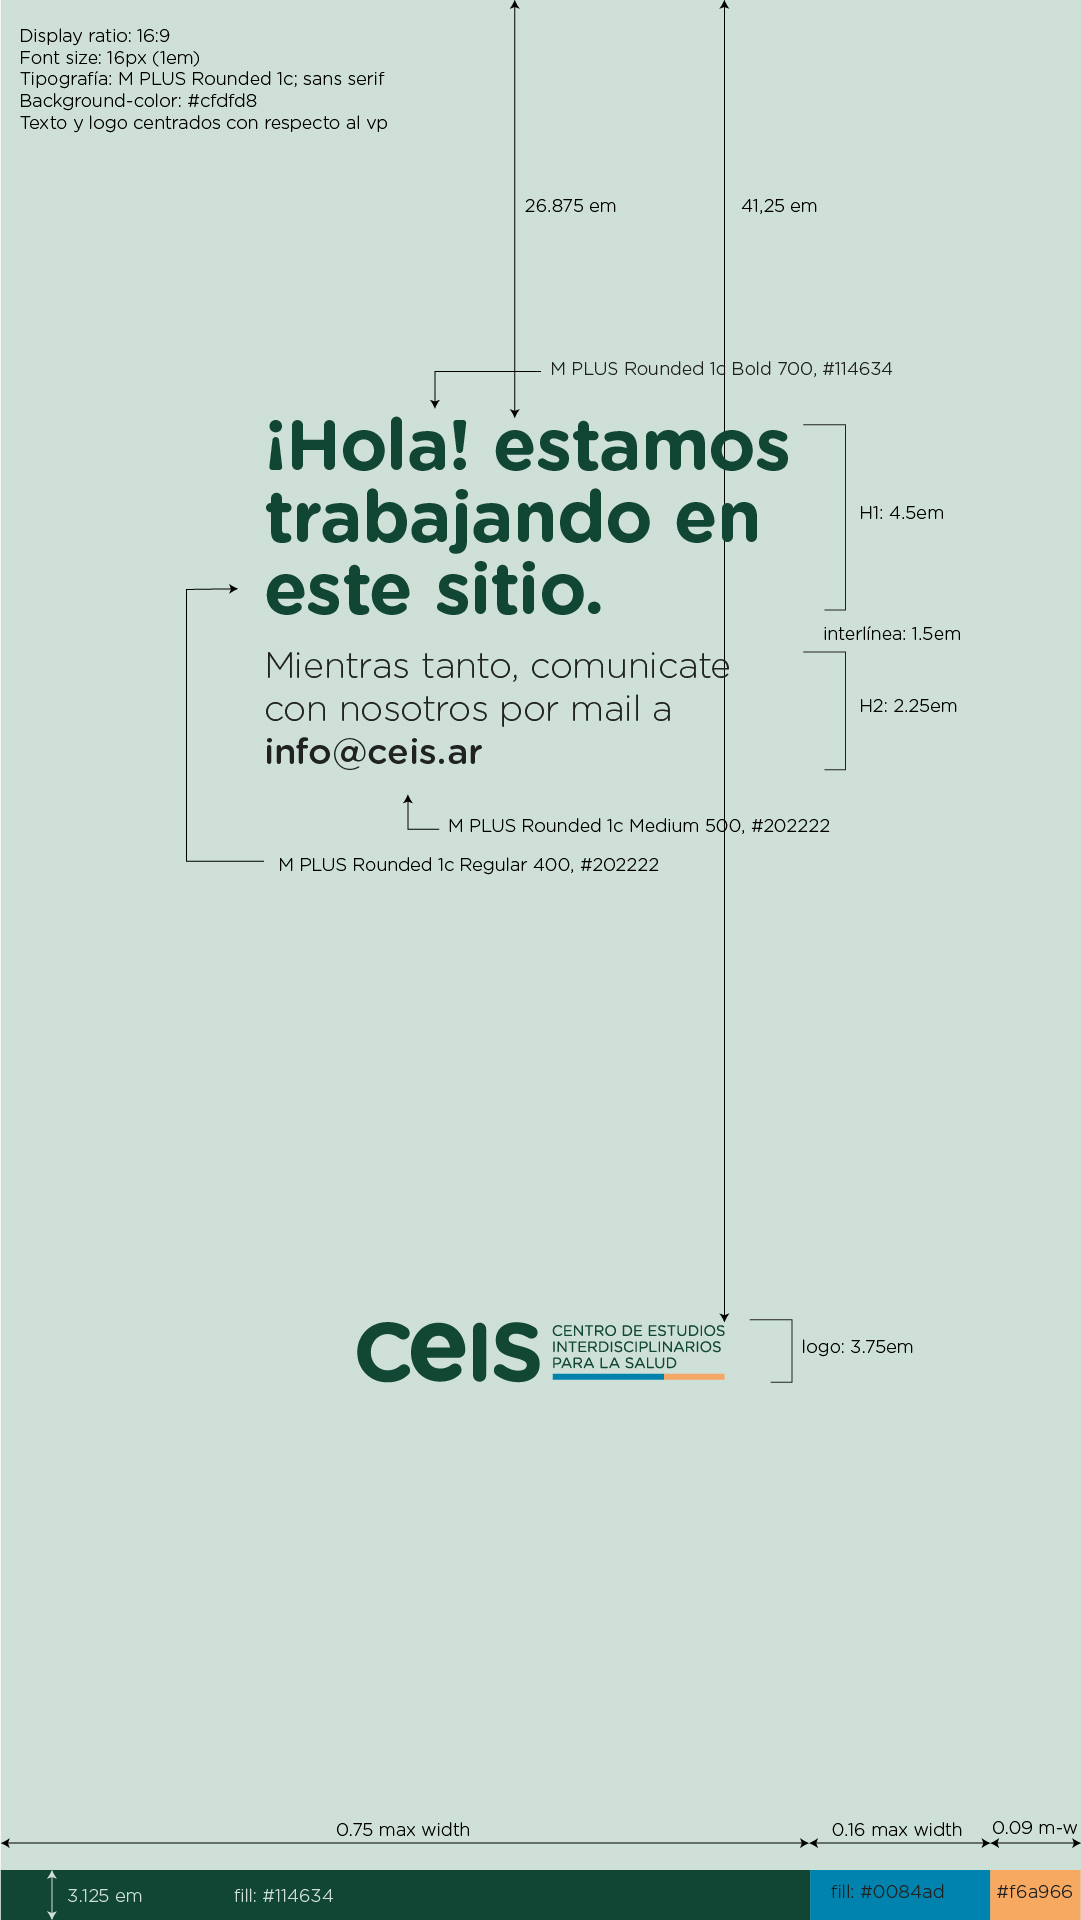 Display ratio: 16:9
Font size: 16px (1em)
Tipografía: M PLUS Rounded 1c; sans serif
Background-color: #cfdfd8
Texto y logo centrados con respecto al vp
26.875 em
41,25 em
M PLUS Rounded 1c Bold 700, #114634
¡Hola! estamos
trabajando en
este sitio.
H1: 4.5em
interlínea: 1.5em
Mientras tanto, comunicate
con nosotros por mail a
info@ceis.ar
H2: 2.25em
M PLUS Rounded 1c Medium 500, #202222
M PLUS Rounded 1c Regular 400, #202222
ceis
CENTRO DE ESTUDIOS
INTERDISCIPLINARIOS
PARA LA SALUD
logo: 3.75em
0.75 max width
0.16 max width
0.09 m-w
3.125 em
fill: #114634
fill: #0084ad
#f6a966